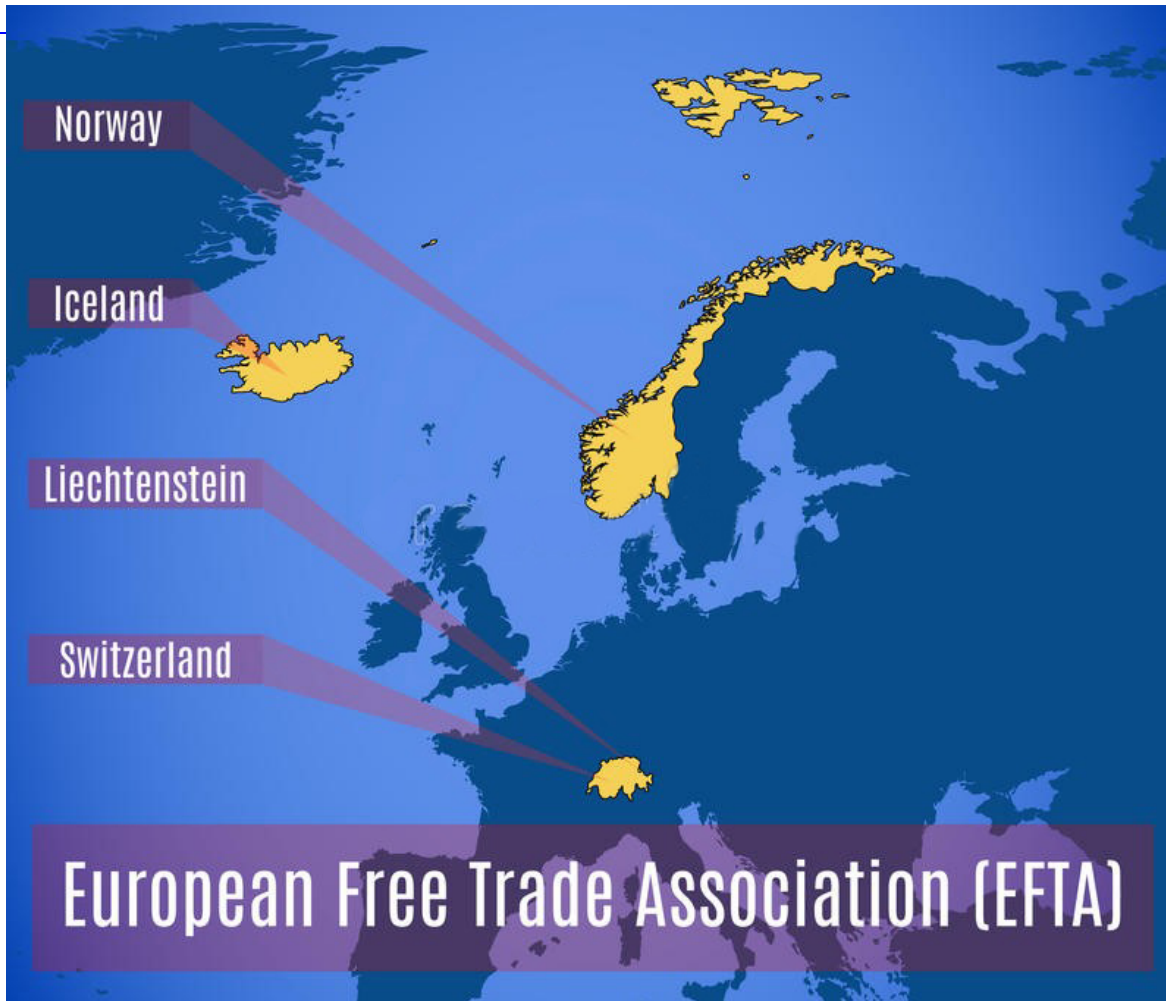 Norway
Iceland
Liechtenstein
Switzerland
European Free Trade Association (EFTA)